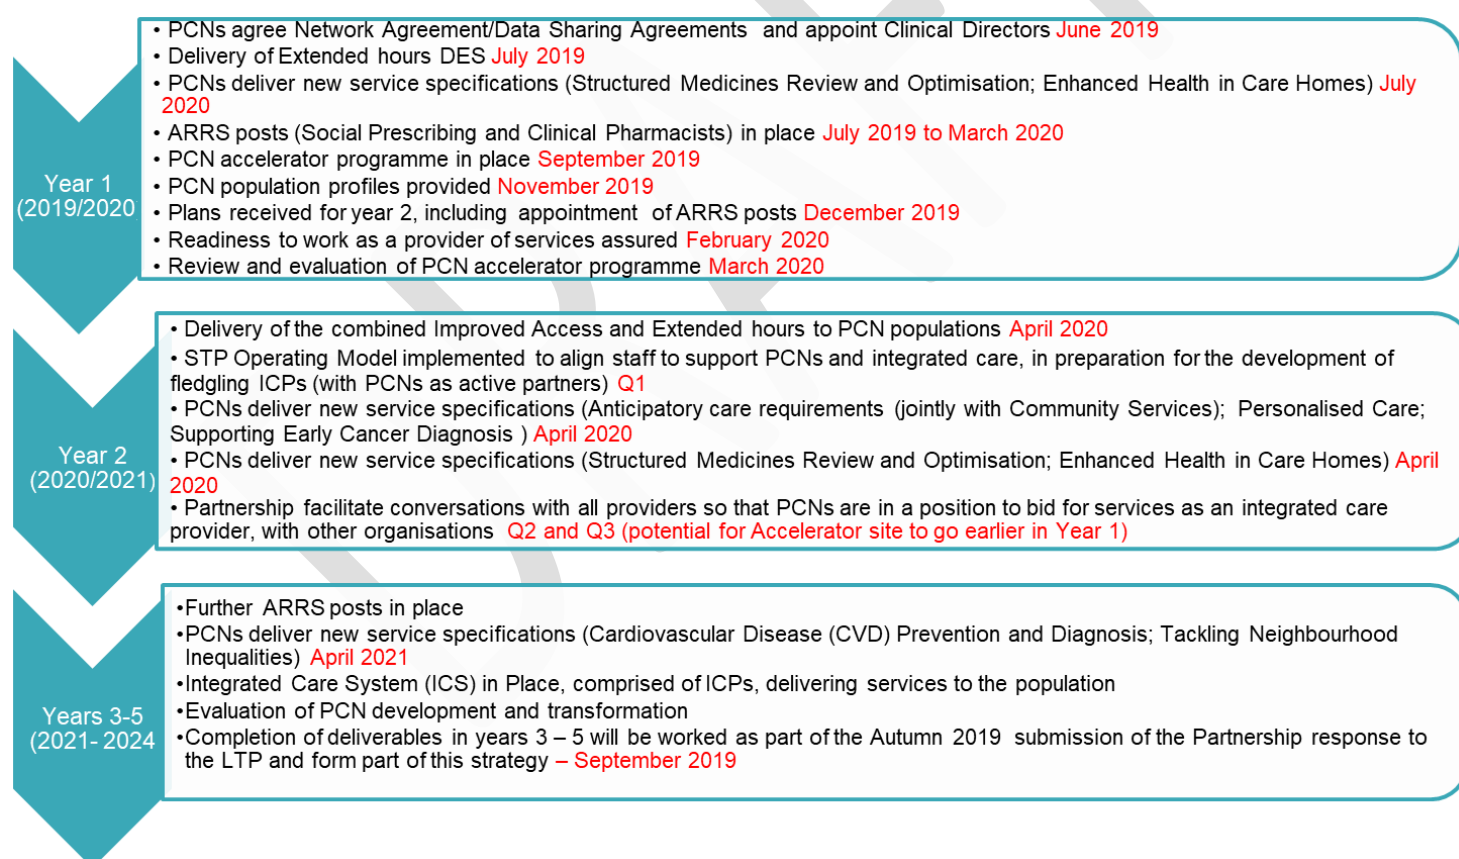 • PCNs agree Network Agreement/Data Sharing Agreements and appoint Clinical Directors June 2019
• Delivery of Extended hours DES July 2019
• PCNs deliver new service specifications (Structured Medicines Review and Optimisation; Enhanced Health in Care Homes) July
2020
• ARRS posts (Social Prescribing and Clinical Pharmacists) in place July 2019 to March 2020
• PCN accelerator programme in place September 2019
• PCN population profiles provided November 2019
• Plans received for year 2, including appointment of ARRS posts December 2019
• Readiness to work as a provider of services assured February 2020
• Review and evaluation of PCN accelerator programme March 2020
Year 1
(2019/2020)
• Delivery of the combined Improved Access and Extended hours to PCN populations April 2020
• STP Operating Model implemented to align staff to support PCNs and integrated care, in preparation for the development of
fledgling ICPs (with PCNs as active partners) Q1
• PCNs deliver new service specifications (Anticipatory care requirements (jointly with Community Services); Personalised Care;
Supporting Early Cancer Diagnosis ) April 2020
• PCNs deliver new service specifications (Structured Medicines Review and Optimisation; Enhanced Health in Care Homes) April
2020
• Partnership facilitate conversations with all providers so that PCNs are in a position to bid for services as an integrated care
provider, with other organisations Q2 and Q3 (potential for Accelerator site to go earlier in Year 1)
Year 2
(2020/2021)
•Further ARRS posts in place
•PCNs deliver new service specifications (Cardiovascular Disease (CVD) Prevention and Diagnosis; Tackling Neighbourhood
Inequalities) April 2021
•Integrated Care System (ICS) in Place, comprised of ICPs, delivering services to the population
•Evaluation of PCN development and transformation
•Completion of deliverables in years 3 – 5 will be worked as part of the Autumn 2019 submission of the Partnership response to
the LTP and form part of this strategy – September 2019
Years 3-5
(2021- 2024